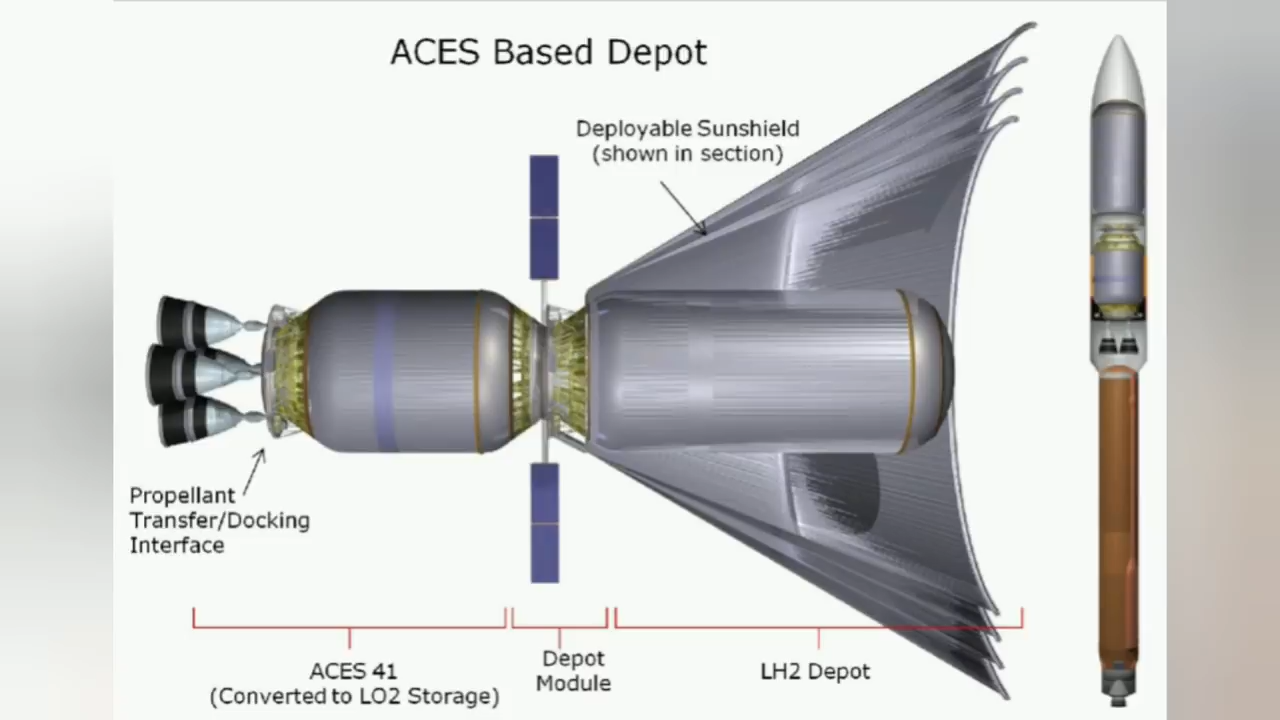 ACES Based Depot
Deployable Sunshield
(shown in section)
Propellant
Transfer/Docking
Interface
ACES 41
(Converted to LO2 Storage)
Depot
Module
LH2 Depot